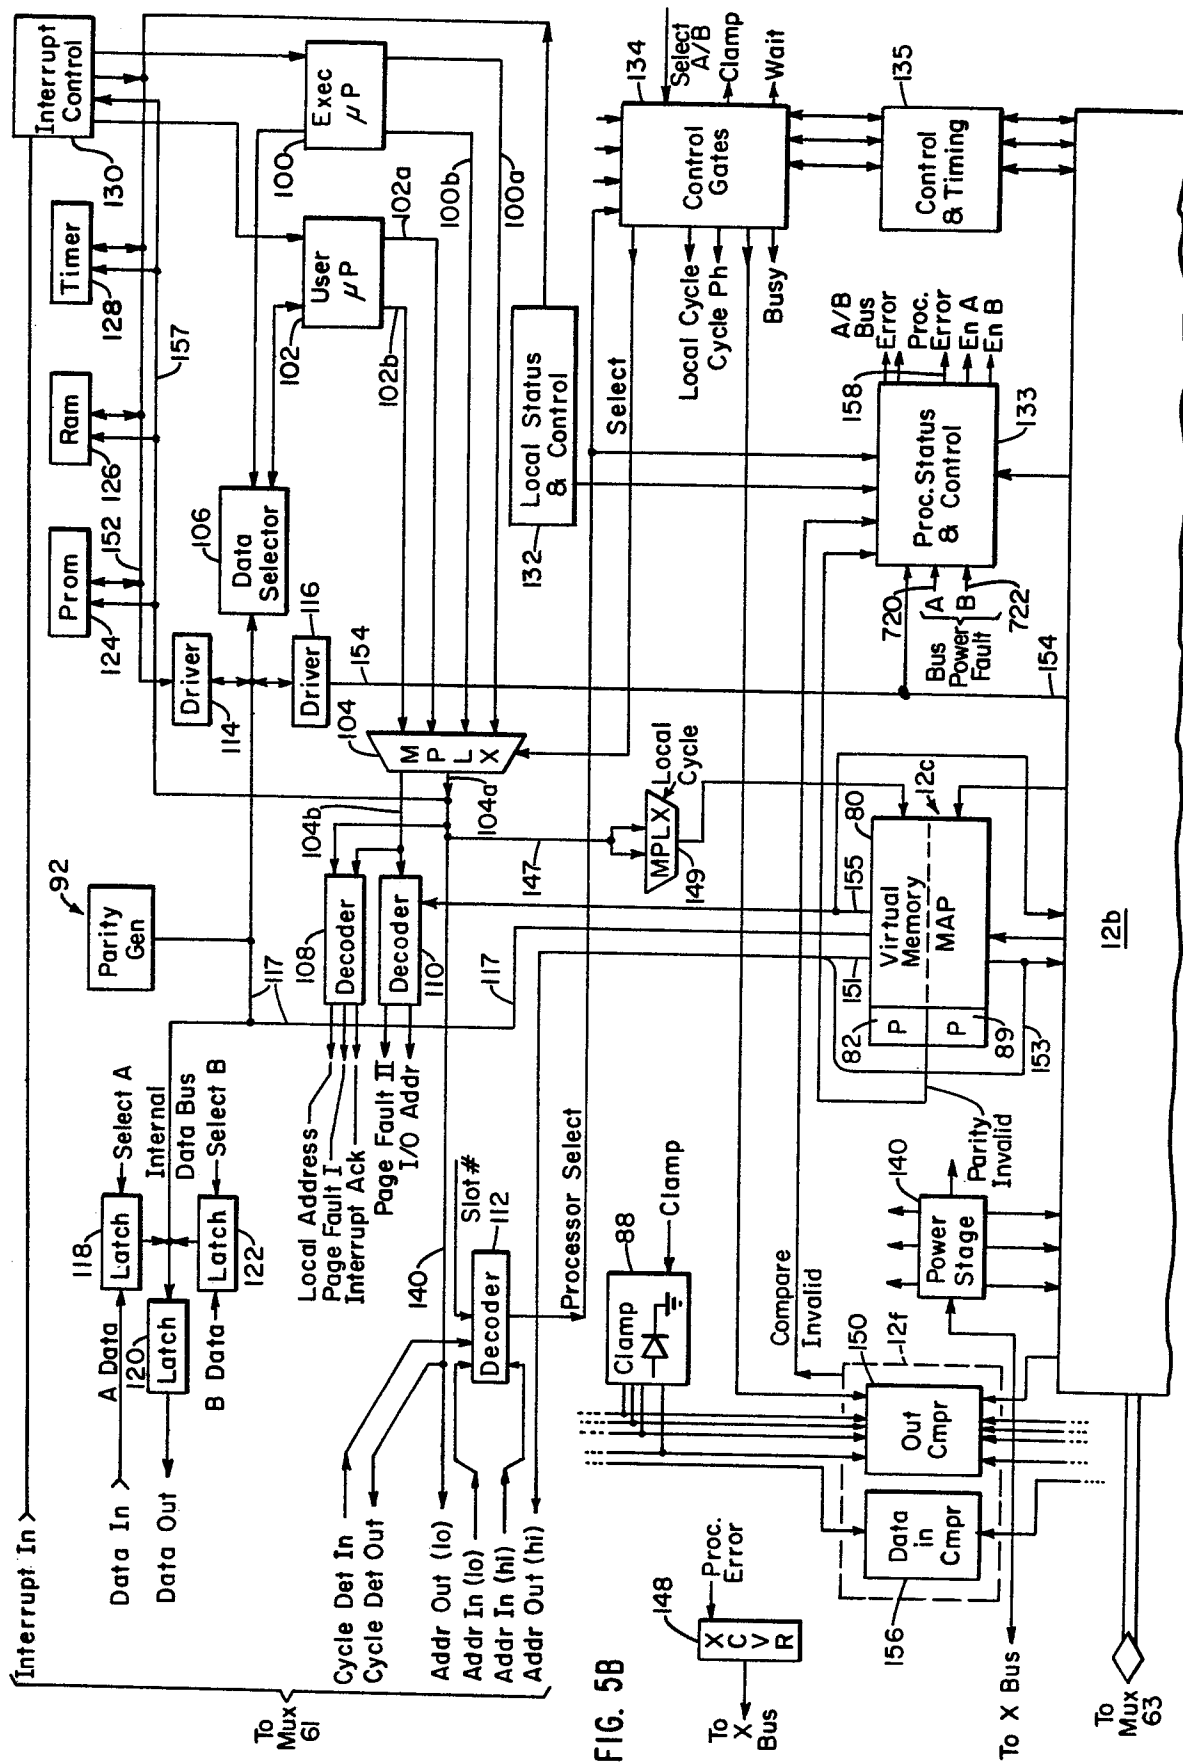 Interrupt In
Interrupt Control
130
Timer
128
Ram
126
Prom
124
152
157
Exec µP
100
100b
100a
User µP
102
102a
102b
Data Selector
106
Driver
114
Driver
116
154
Parity Gen
92
117
Data In
A Data
118
Latch
Select A
Data Out
120
Latch
Internal Data Bus
B Data
Latch
122
Select B
MPLX
104
104a
104b
108
Decoder
Decoder
110
Local Address
Page Fault I
Interrupt Ack
Page Fault II
I/O Addr
Cycle Det In
Cycle Det Out
Addr Out (lo)
Addr In (lo)
Addr In (hi)
Addr Out (hi)
To Mux 61
140
Slot #
Decoder
112
Processor Select
147
117
MPLX
149
Local Cycle
Local Status & Control
132
Select
Control Gates
134
Select A/B
Clamp
Wait
Local Cycle
Cycle Ph
Busy
FIG. 5B
148
XCVR
Proc. Error
To X Bus
88
Clamp
Clamp
Compare Invalid
150
12f
Out Cmpr
Data in Cmpr
156
To X Bus
140
Power Stage
Parity Invalid
151
155
80
12c
Virtual Memory
MAP
82
P
P
89
153
Bus Power Fault
A
B
720
722
154
Proc. Status & Control
133
158
A/B Bus Error
Proc. Error
En A
En B
Control & Timing
135
12b
To Mux 63